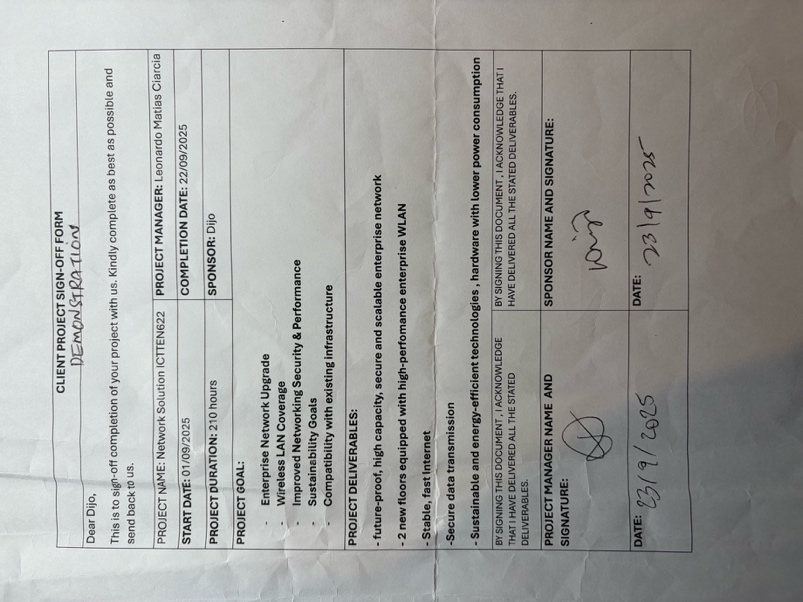 CLIENT PROJECT SIGN-OFF FORM
DEMONSTRATION
Dear Dijo,
This is to sign-off completion of your project with us. Kindly complete as best as possible and
send back to us.
PROJECT NAME: Network Solution ICTTEN622
PROJECT MANAGER: Leonardo Matias Ciarcia
START DATE: 01/09/2025
COMPLETION DATE: 22/09/2025
PROJECT DURATION: 210 hours
SPONSOR: Dijo
PROJECT GOAL:
- Enterprise Network Upgrade
- Wireless LAN Coverage
- Improved Networking Security & Performance
- Sustainability Goals
- Compatibility with existing infrastructure
PROJECT DELIVERABLES:
- future-proof, high capacity, secure and scalable enterprise network
- 2 new floors equipped with high-perfomance enterprise WLAN
- Stable, fast Internet
-Secure data transmission
- Sustainable and energy-efficient technologies , hardware with lower power consumption
BY SIGNING THIS DOCUMENT, I ACKNOWLEDGE
THAT I HAVE DELIVERED ALL THE STATED
DELIVERABLES.
BY SIGNING THIS DOCUMENT , I ACKNOWLEDGE THAT I
HAVE DELIVERED ALL THE STATED DELIVERABLES.
PROJECT MANAGER NAME AND
SIGNATURE:
SPONSOR NAME AND SIGNATURE:
DATE: 23/9/2025
DATE: 23/9/2025